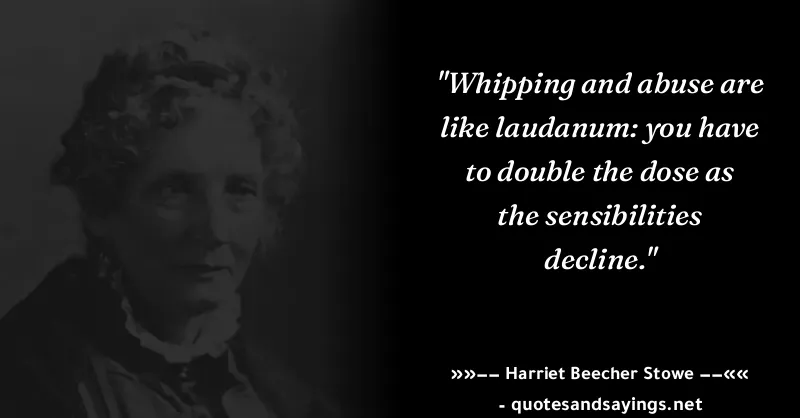 "Whipping and abuse are
like laudanum: you have
to double the dose as
the sensibilities
decline."
»»−− Harriet Beecher Stowe −−««
- quotesandsayings.net